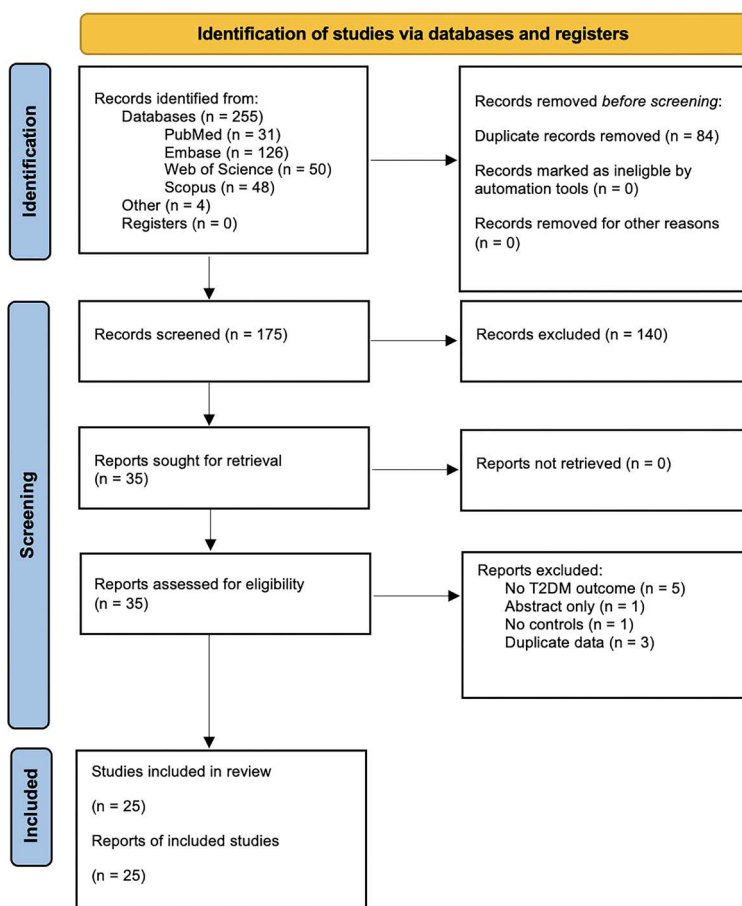 Identification of studies via databases and registers
Identification
Records identified from:
Databases (n = 255)
PubMed (n = 31)
Embase (n = 126)
Web of Science (n = 50)
Scopus (n = 48)
Other (n = 4)
Registers (n = 0)
Records removed before screening:
Duplicate records removed (n = 84)
Records marked as ineligble by
automation tools (n = 0)
Records removed for other reasons
(n = 0)
Screening
Records screened (n = 175)
Records excluded (n = 140)
Reports sought for retrieval
(n = 35)
Reports not retrieved (n = 0)
Reports assessed for eligibility
(n = 35)
Reports excluded:
No T2DM outcome (n = 5)
Abstract only (n = 1)
No controls (n = 1)
Duplicate data (n = 3)
Included
Studies included in review
(n = 25)
Reports of included studies
(n = 25)